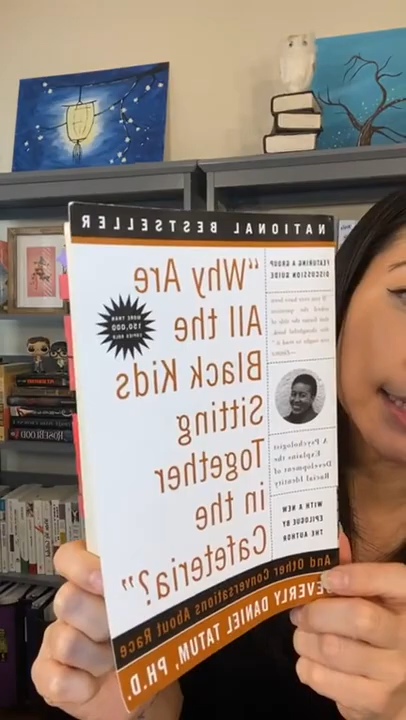 NATIONAL BESTSELLER
"Why Are
All the
Black Kids
Sitting
Together
in the
Cafeteria?"
MORE THAN
150,000
COPIES SOLD
FEATURING A GROUP
DISCUSSION GUIDE
A Psychologist
Explains the
Development of
Racial Identity
WITH A NEW
EPILOGUE BY
THE AUTHOR
And Other Conversations About Race
BEVERLY DANIEL TATUM, PH.D.